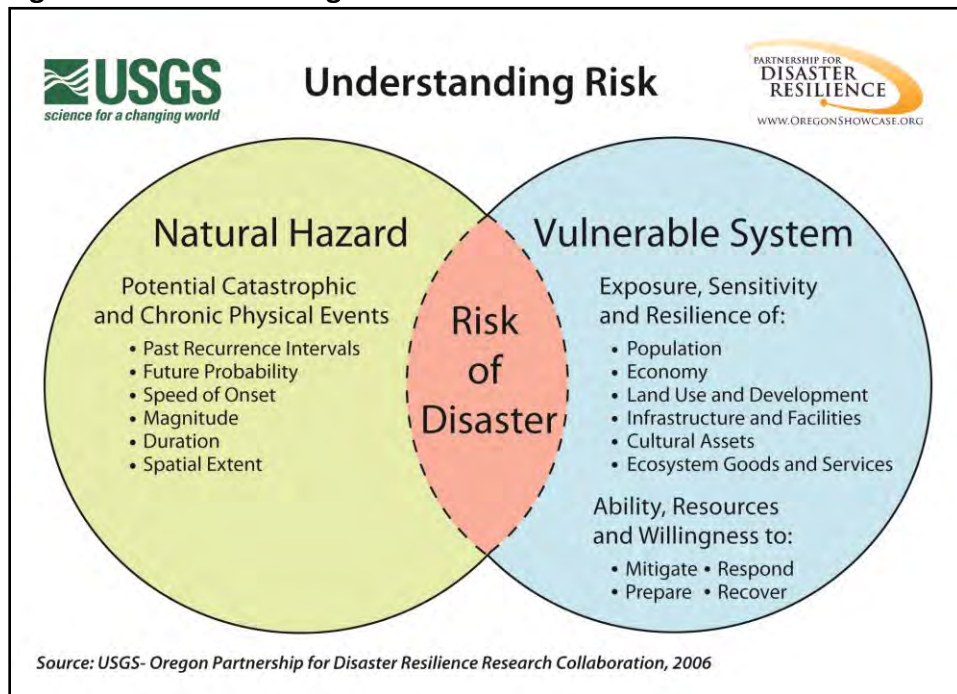 USGS
science for a changing world
Understanding Risk
PARTNERSHIP FOR
DISASTER
RESILIENCE
WWW.OREGONSHOWCASE.ORG
Natural Hazard
Potential Catastrophic
and Chronic Physical Events
• Past Recurrence Intervals
• Future Probability
• Speed of Onset
• Magnitude
• Duration
• Spatial Extent
Risk
of
Disaster
Vulnerable System
Exposure, Sensitivity
and Resilience of:
• Population
• Economy
• Land Use and Development
• Infrastructure and Facilities
• Cultural Assets
• Ecosystem Goods and Services
Ability, Resources
and Willingness to:
• Mitigate • Respond
• Prepare • Recover
Source: USGS- Oregon Partnership for Disaster Resilience Research Collaboration, 2006